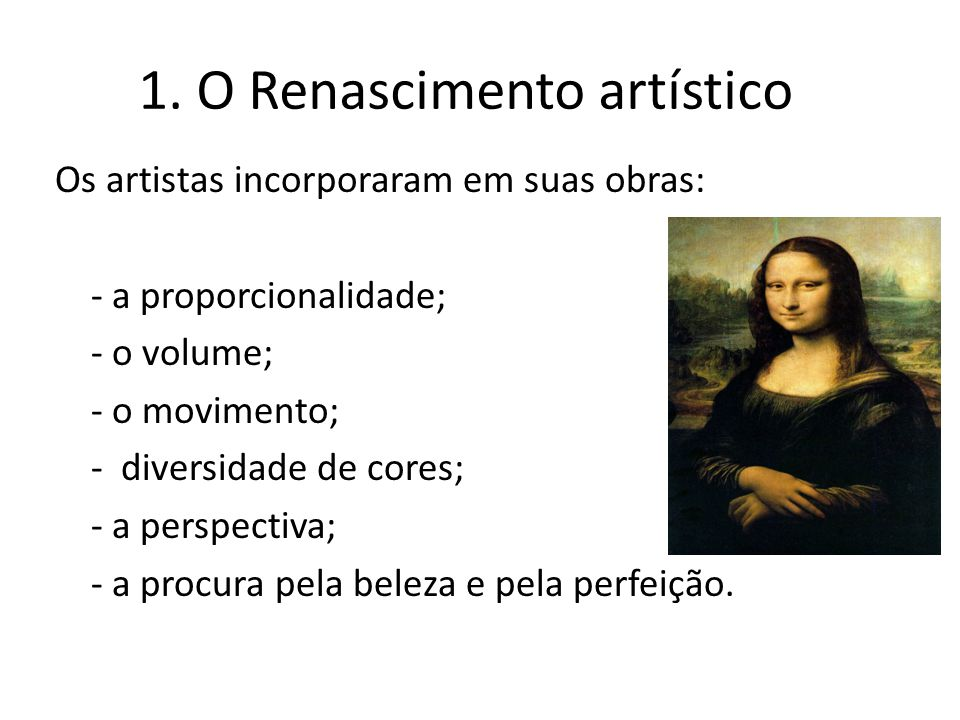 1. O Renascimento artístico
Os artistas incorporaram em suas obras:
- a proporcionalidade;
- o volume;
- o movimento;
-  diversidade de cores;
- a perspectiva;
- a procura pela beleza e pela perfeição.